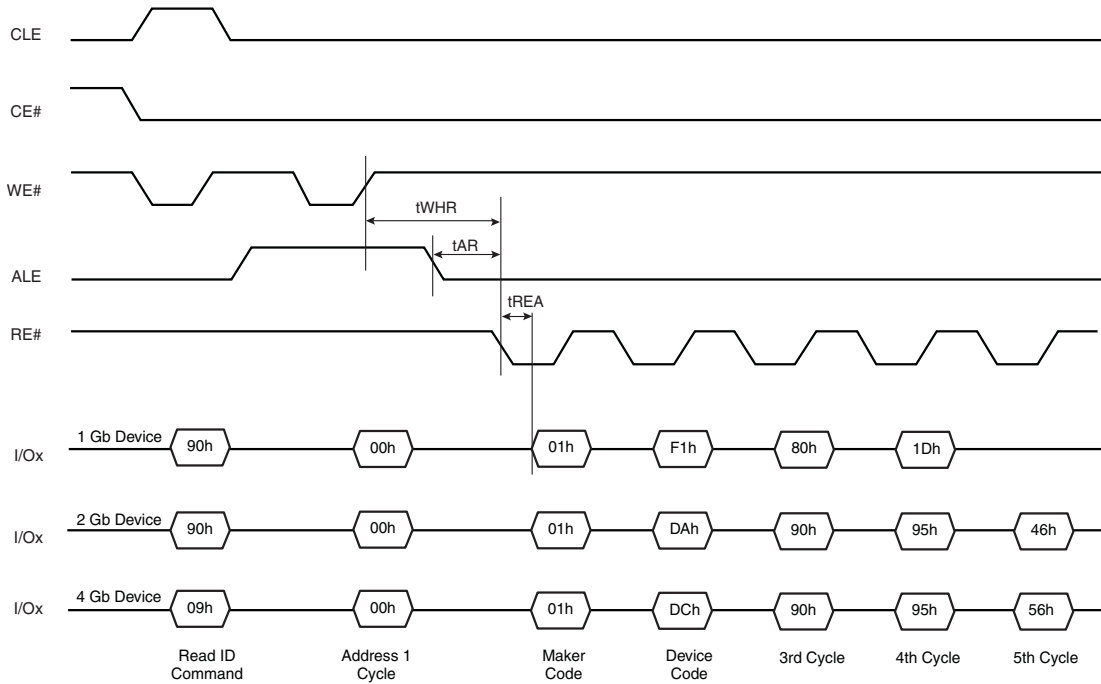 CLE
CE#
WE#
tWHR
tAR
ALE
tREA
RE#
1 Gb Device
I/Ox 90h 00h 01h F1h 80h 1Dh
2 Gb Device
I/Ox 90h 00h 01h DAh 90h 95h 46h
4 Gb Device
I/Ox 09h 00h 01h DCh 90h 95h 56h
Read ID Address 1 Maker Device 3rd Cycle 4th Cycle 5th Cycle
Command Cycle Code Code